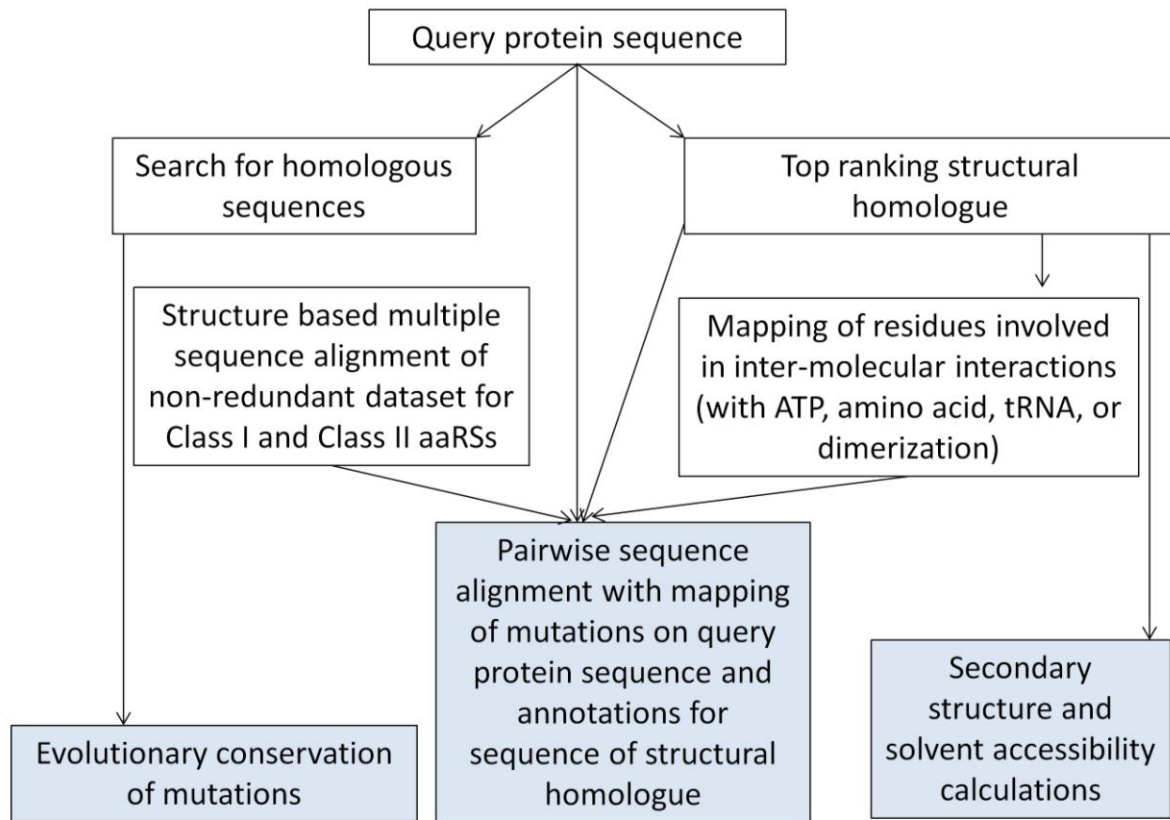 Query protein sequence
Search for homologous
sequences
Top ranking structural
homologue
Structure based multiple
sequence alignment of
non-redundant dataset for
Class I and Class II aaRSs
Mapping of residues involved
in inter-molecular interactions
(with ATP, amino acid, tRNA, or
dimerization)
Pairwise sequence
alignment with mapping
of mutations on query
protein sequence and
annotations for
sequence of structural
homologue
Evolutionary conservation
of mutations
Secondary
structure and
solvent accessibility
calculations